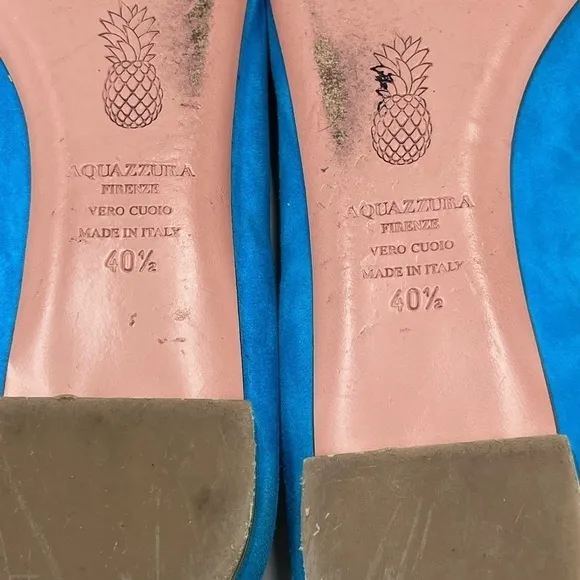 AQUAZZURA
FIRENZE
VERO CUOIO
MADE IN ITALY
40½
AQUAZZURA
FIRENZE
VERO CUOIO
MADE IN ITALY
40½